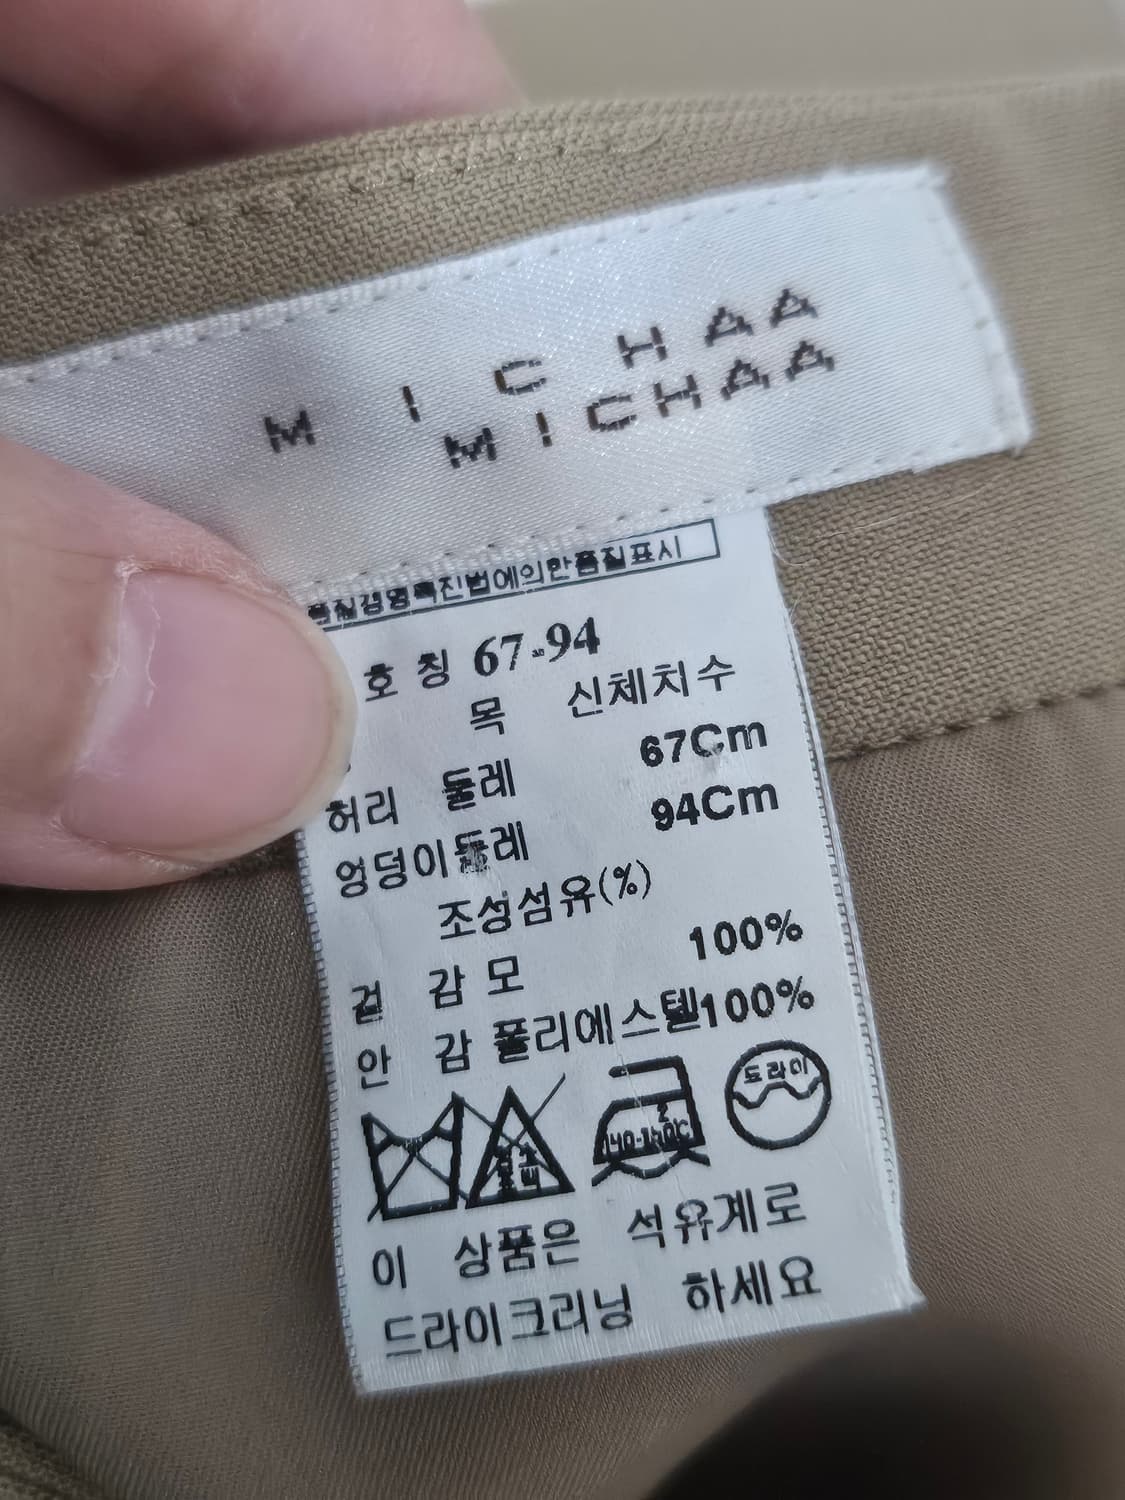 M I C H A A
MICHAA
품질경영촉진법에의한품질표시
호 칭 67-94
목 신체치수
허리 둘레 67Cm
엉덩이둘레 94Cm
조성섬유(%)
겉 감 모 100%
안 감 폴리에스텔100%
드라이
이 상품은 석유계로
드라이크리닝 하세요